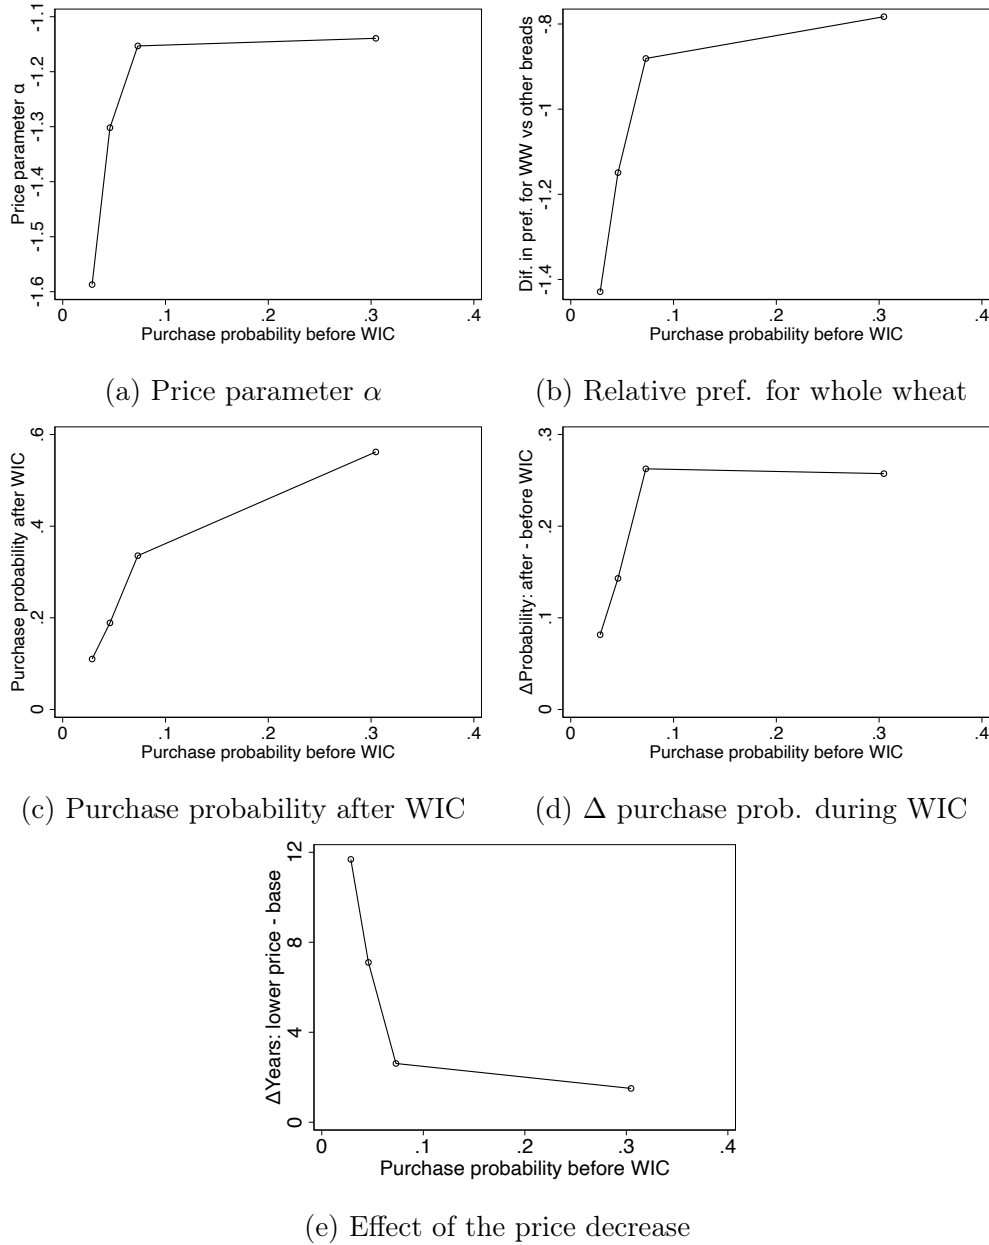 Price parameter α
-1.1
-1.2
-1.3
-1.4
-1.5
-1.6
0 .1 .2 .3 .4
Purchase probability before WIC
(a) Price parameter α
Dif. in pref. for WW vs other breads
-.8
-1
-1.2
-1.4
0 .1 .2 .3 .4
Purchase probability before WIC
(b) Relative pref. for whole wheat
Purchase probability after WIC
.6
.4
.2
0
0 .1 .2 .3 .4
Purchase probability before WIC
(c) Purchase probability after WIC
ΔProbability: after - before WIC
.3
.2
.1
0
0 .1 .2 .3 .4
Purchase probability before WIC
(d) Δ purchase prob. during WIC
ΔYears: lower price - base
12
8
4
0
0 .1 .2 .3 .4
Purchase probability before WIC
(e) Effect of the price decrease